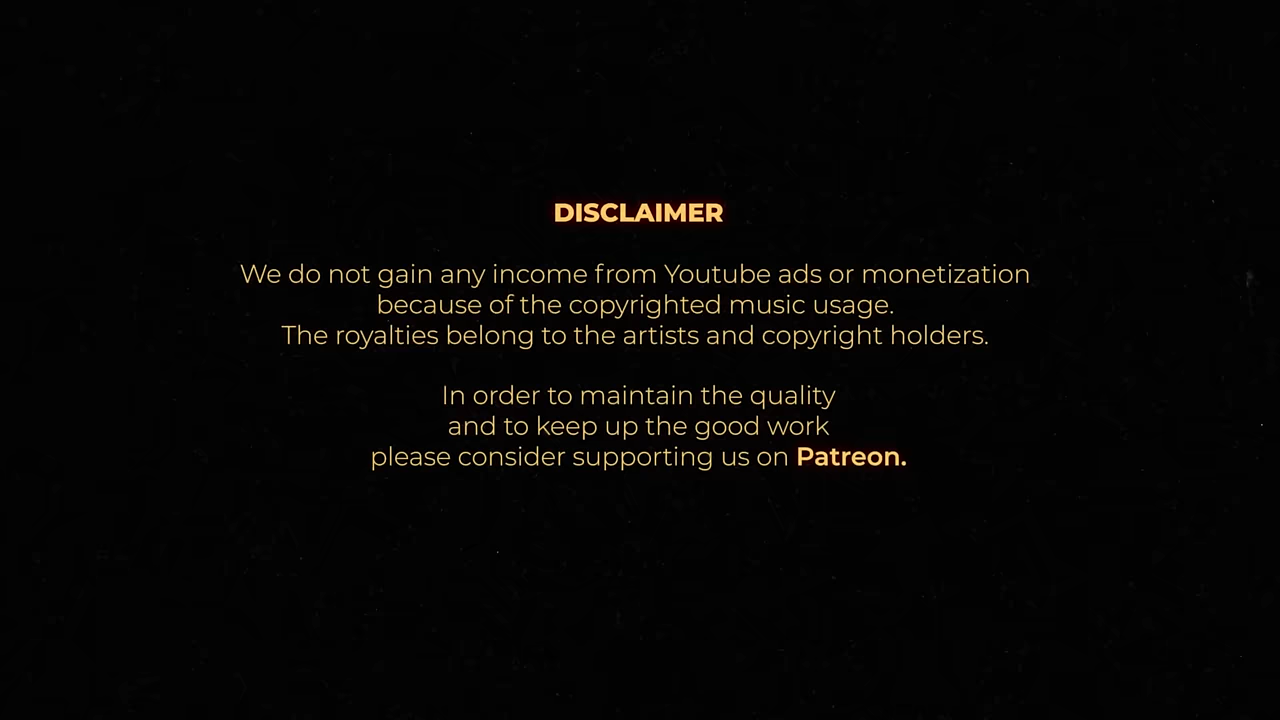 DISCLAIMER
We do not gain any income from Youtube ads or monetization
because of the copyrighted music usage.
The royalties belong to the artists and copyright holders.
In order to maintain the quality
and to keep up the good work
please consider supporting us on Patreon.